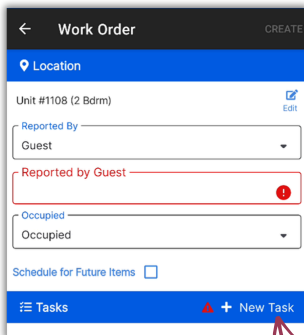 Work Order CREATE
Location
Unit #1108 (2 Bdrm)
Edit
Reported By
Guest
Reported by Guest
Occupied
Occupied
Schedule for Future Items
Tasks + New Task